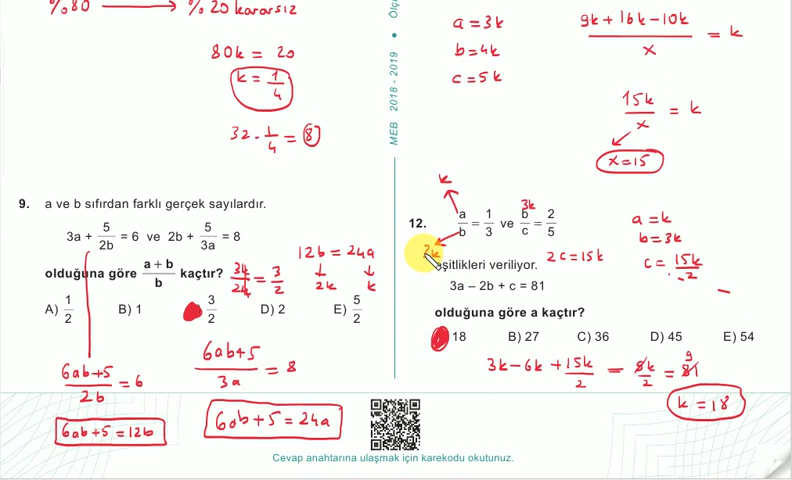 %80 → % 20 kararsız
80k = 20
k = 1/4
32 · 1/4 = 8
9. a ve b sıfırdan farklı gerçek sayılardır.
3a + 5/2b = 6 ve 2b + 5/3a = 8
olduğuna göre a + b/b kaçtır?
3k/2k = 3/2
12b = 24a
2k k
A) 1/2 B) 1 3/2 D) 2 E) 5/2
6ab+5/2b = 6
6ab+5/3a = 8
6ab+5 = 12b
6ab+5 = 24a
MEB 2018 - 2019 • Ölç
a = 3k
b = 4k
c = 5k
9k + 16k - 10k/x = k
15k/x = k
x = 15
k
12. a/b = 1/3 ve b/c = 2/5
3k
3k
eşitlikleri veriliyor.
2c = 15k
a = k
b = 3k
c = 15k/2
3a – 2b + c = 81
olduğuna göre a kaçtır?
18 B) 27 C) 36 D) 45 E) 54
3k - 6k + 15k/2 = 9k/2 = 81
9
k = 18
Cevap anahtarına ulaşmak için karekodu okutunuz.